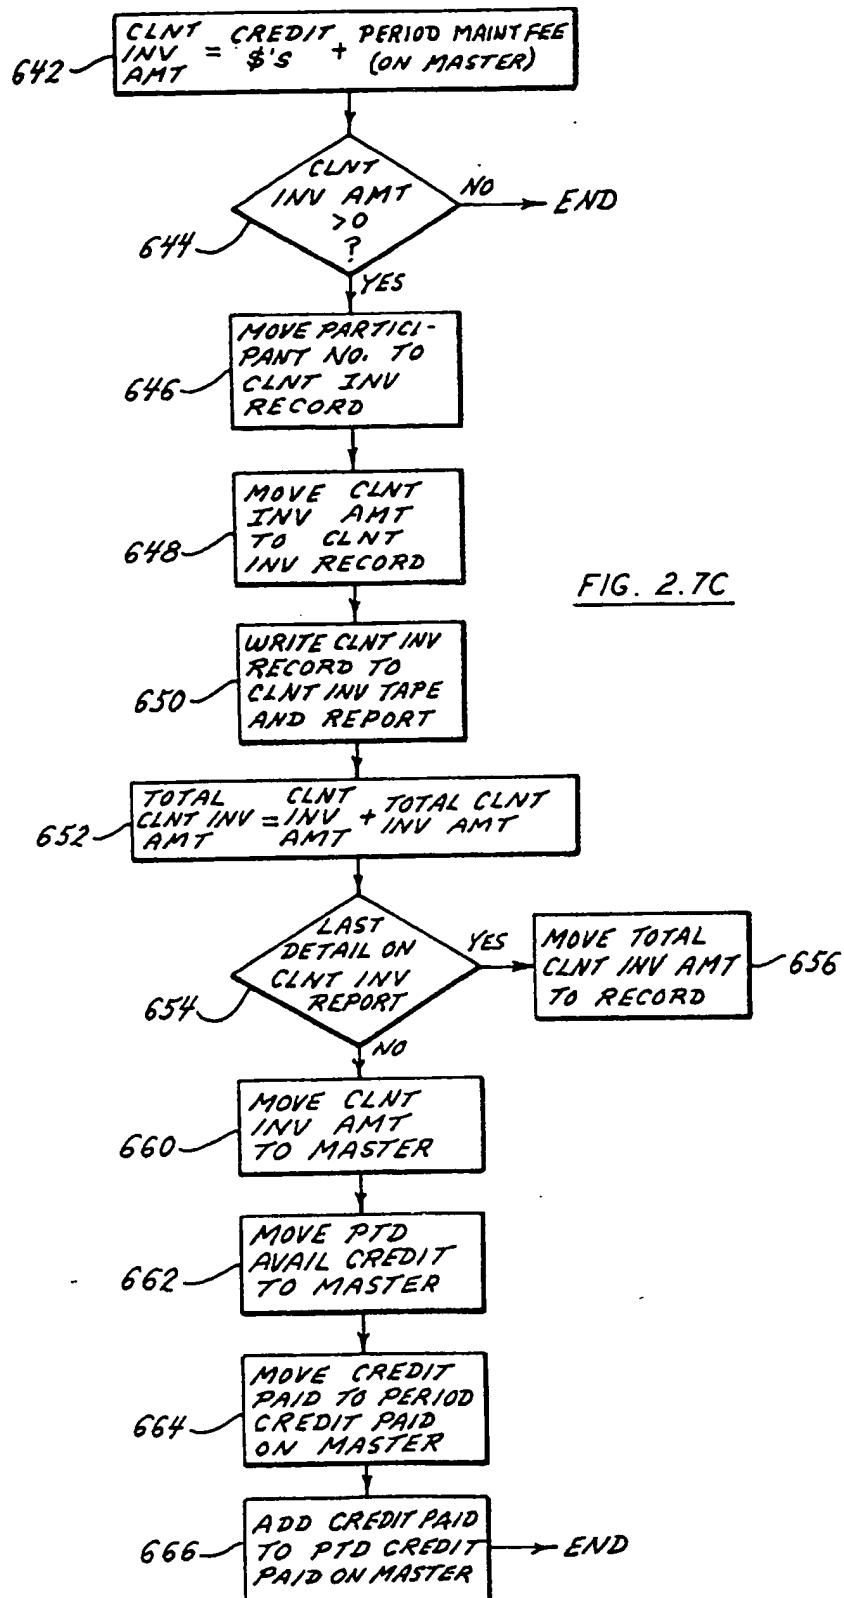 CLNT INV AMT = CREDIT $'S + PERIOD MAINT FEE (ON MASTER)
642
CLNT
INV AMT
>0
?
644
NO
END
YES
MOVE PARTICI-
PANT NO. TO
CLNT INV
RECORD
646
MOVE CLNT
INV AMT
TO CLNT
INV RECORD
648
FIG. 2.7C
WRITE CLNT INV
RECORD TO
CLNT INV TAPE
AND REPORT
650
TOTAL CLNT INV AMT = CLNT INV AMT + TOTAL CLNT INV AMT
652
LAST
DETAIL ON
CLNT INV
REPORT
654
YES
MOVE TOTAL
CLNT INV AMT
TO RECORD
656
NO
MOVE CLNT
INV AMT
TO MASTER
660
MOVE PTD
AVAIL CREDIT
TO MASTER
662
MOVE CREDIT
PAID TO PERIOD
CREDIT PAID
ON MASTER
664
ADD CREDIT PAID
TO PTD CREDIT
PAID ON MASTER
666
END